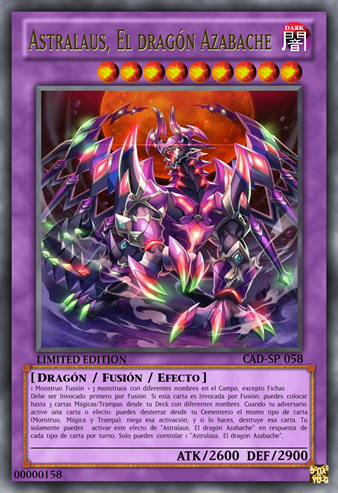 Astralaus, El dragón Azabache
DARK
闇
LIMITED EDITION
CAD-SP 058
[ Dragón / Fusión / Efecto ]
1 Monstruo Fusión + 3 monstruos con diferentes nombres en el Campo, excepto Fichas
Debe ser Invocado primero por Fusión. Si esta carta es Invocada por Fusión: puedes colocar
hasta 3 cartas Mágicas/Trampas desde tu Deck con diferentes nombres. Cuando tu adversario
active una carta o efecto: puedes desterrar desde tu Cementerio el mismo tipo de carta
(Monstruo, Mágica y Trampa); niega esa activación, y si lo haces, destruye esa carta. Tú
solamente puedes activar este efecto de "Astralaus, El dragón Azabache" en respuesta de
cada tipo de carta por turno. Solo puedes controlar 1 "Astralaus, El dragón Azabache".
ATK/2600 DEF/2900
00000158